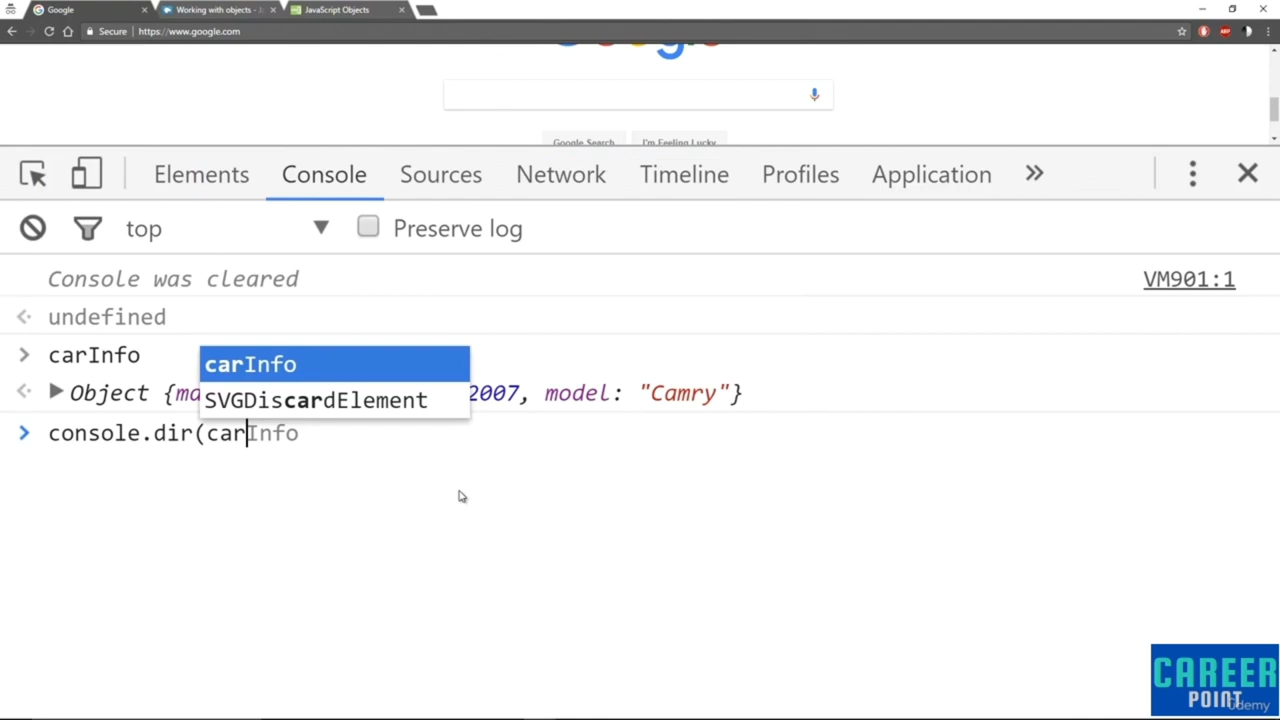 Google
Working with objects - J
JavaScript Objects
Secure
https://www.google.com
ABP
Google Search
I'm Feeling Lucky
Elements
Console
Sources
Network
Timeline
Profiles
Application
top
Preserve log
Console was cleared
VM901:1
undefined
carInfo
carInfo
Object {ma
2007, model: "Camry"}
SVGDiscardElement
console.dir(carInfo
CAREER
POINT
Udemy